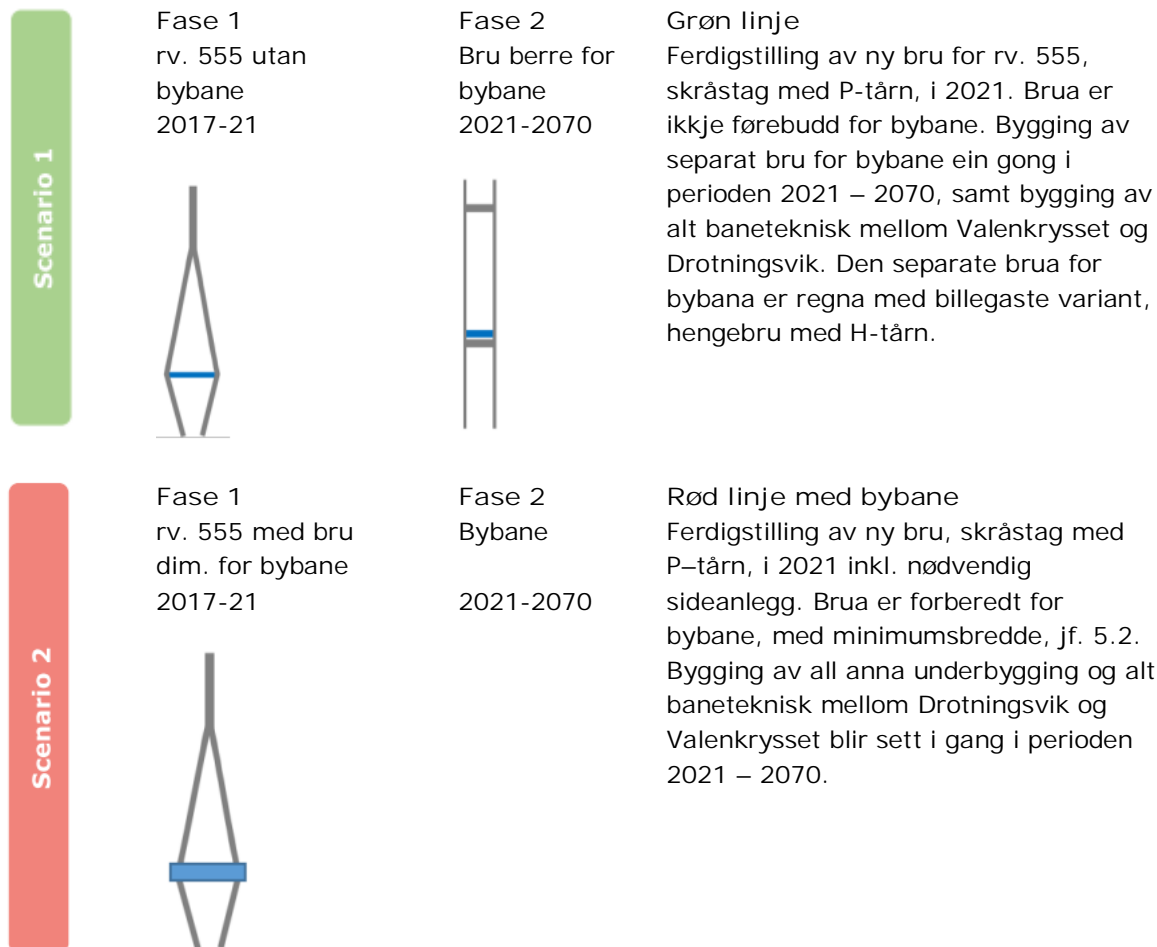 Scenario 1
Fase 1
rv. 555 utan
bybane
2017-21
Fase 2
Bru berre for
bybane
2021-2070
Grøn linje
Ferdigstilling av ny bru for rv. 555,
skråstag med P-tårn, i 2021. Brua er
ikkje førebudd for bybane. Bygging av
separat bru for bybane ein gong i
perioden 2021 – 2070, samt bygging av
alt baneteknisk mellom Valenkrysset og
Drotningsvik. Den separate brua for
bybana er regna med billegaste variant,
hengebru med H-tårn.
Scenario 2
Fase 1
rv. 555 med bru
dim. for bybane
2017-21
Fase 2
Bybane
2021-2070
Rød linje med bybane
Ferdigstilling av ny bru, skråstag med
P–tårn, i 2021 inkl. nødvendig
sideanlegg. Brua er forberedt for
bybane, med minimumsbredde, jf. 5.2.
Bygging av all anna underbygging og alt
baneteknisk mellom Drotningsvik og
Valenkrysset blir sett i gang i perioden
2021 – 2070.